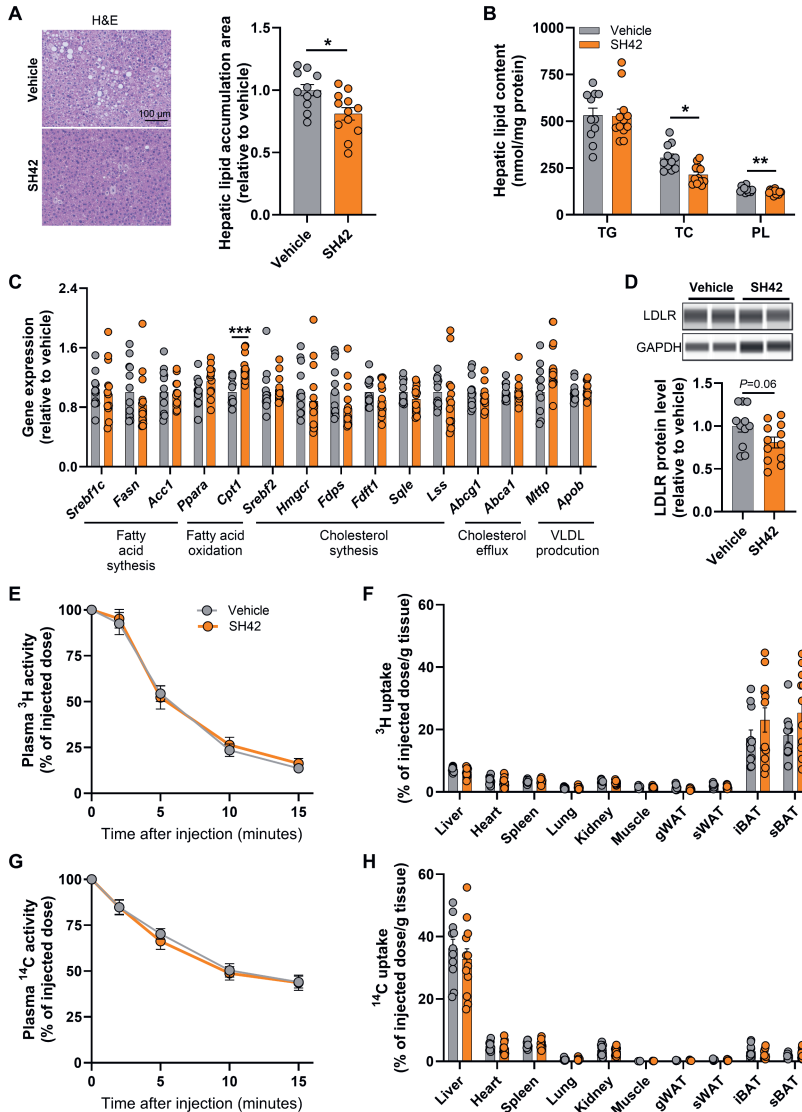 A
H&E
Vehicle
SH42
100 µm
Hepatic lipid accumulation area
(relative to vehicle)
1.5
1.0
0.5
0.0
*
Vehicle
SH42
B
Vehicle
SH42
Hepatic lipid content
(nmol/mg protein)
1000
750
500
250
0
*
**
TG
TC
PL
C
Gene expression
(relative to vehicle)
2.4
1.6
0.8
0.0
***
Srebf1c
Fasn
Acc1
Ppara
Cpt1
Srebf2
Hmgcr
Fdps
Fdft1
Sqle
Lss
Abcg1
Abca1
Mttp
Apob
Fatty
acid
sythesis
Fatty acid
oxidation
Cholesterol
sythesis
Cholesterol
efflux
VLDL
prodcution
D
Vehicle
SH42
LDLR
GAPDH
LDLR protein level
(relative to vehicle)
1.5
1.0
0.5
0.0
P=0.06
Vehicle
SH42
E
Plasma ³H activity
(% of injected dose)
100
75
50
25
0
Vehicle
SH42
0
5
10
15
Time after injection (minutes)
F
³H uptake
(% of injected dose/g tissue)
60
40
20
0
Liver
Heart
Spleen
Lung
Kidney
Muscle
gWAT
sWAT
iBAT
sBAT
G
Plasma ¹⁴C activity
(% of injected dose)
100
75
50
25
0
0
5
10
15
Time after injection (minutes)
H
¹⁴C uptake
(% of injected dose/g tissue)
60
40
20
0
Liver
Heart
Spleen
Lung
Kidney
Muscle
gWAT
sWAT
iBAT
sBAT